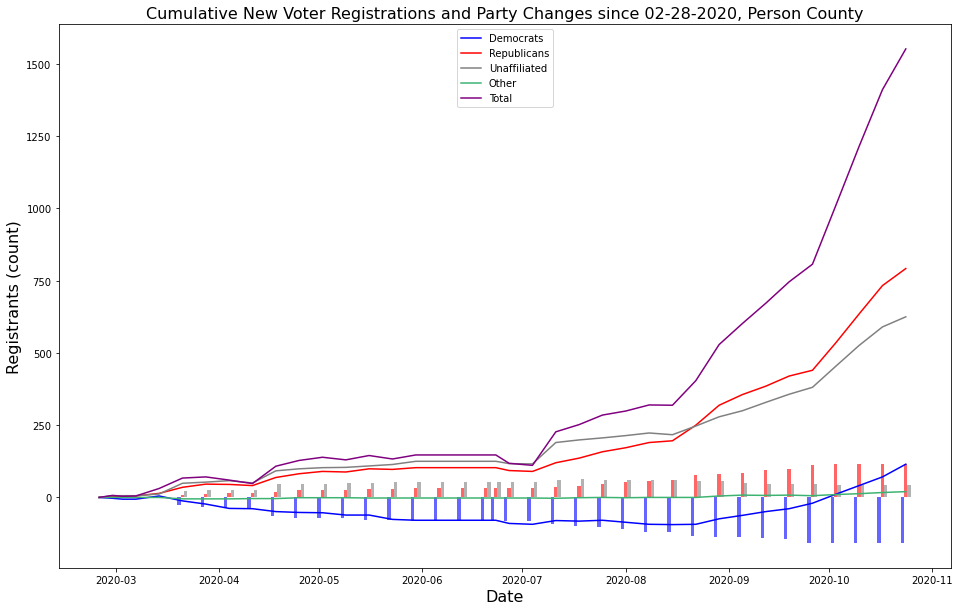 Cumulative New Voter Registrations and Party Changes since 02-28-2020, Person County
Democrats
Republicans
Unaffiliated
Other
Total
Registrants (count)
1500
1250
1000
750
500
250
0
2020-03 2020-04 2020-05 2020-06 2020-07 2020-08 2020-09 2020-10 2020-11
Date